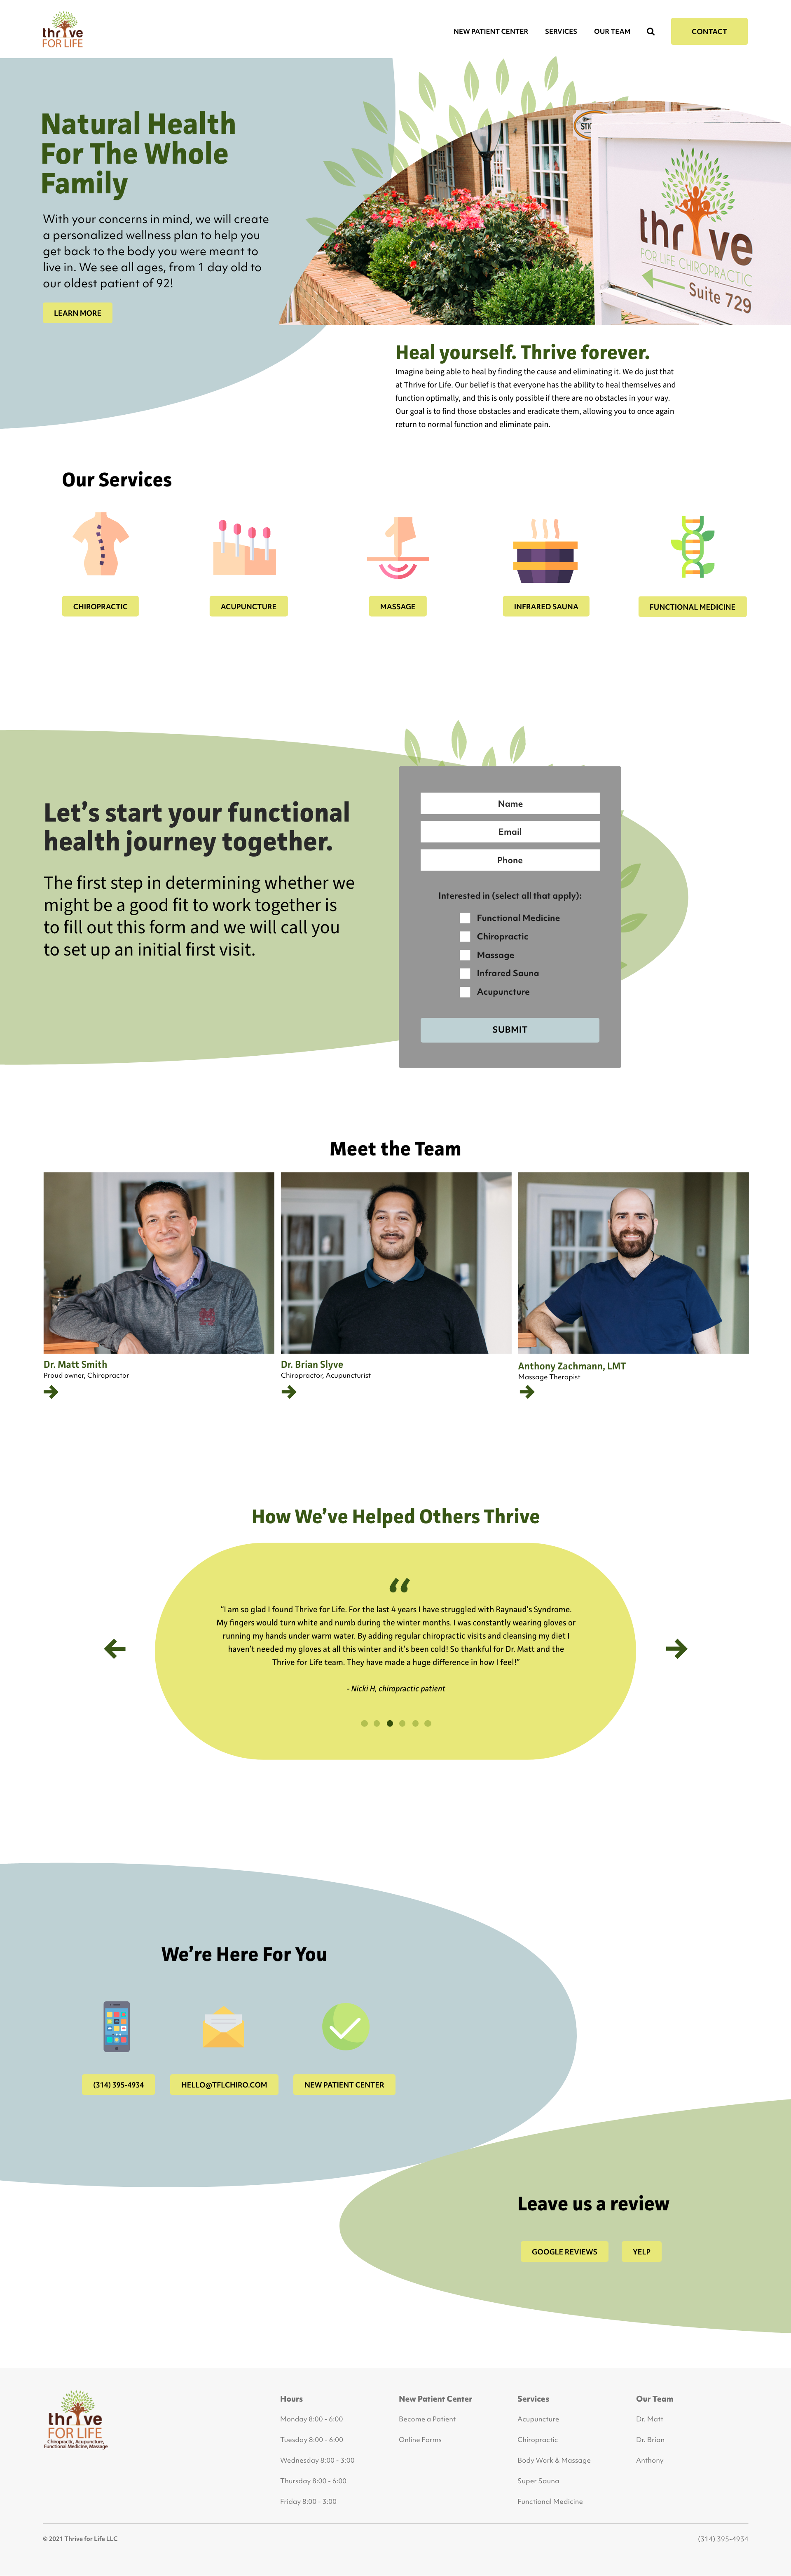 thrive
FOR LIFE
NEW PATIENT CENTER
SERVICES
OUR TEAM
CONTACT
Natural Health
For The Whole
Family
With your concerns in mind, we will create
a personalized wellness plan to help you
get back to the body you were meant to
live in. We see all ages, from 1 day old to
our oldest patient of 92!
LEARN MORE
thrive
FOR LIFE CHIROPRACTIC
Suite 729
Heal yourself. Thrive forever.
Imagine being able to heal by finding the cause and eliminating it. We do just that
at Thrive for Life. Our belief is that everyone has the ability to heal themselves and
function optimally, and this is only possible if there are no obstacles in your way.
Our goal is to find those obstacles and eradicate them, allowing you to once again
return to normal function and eliminate pain.
Our Services
CHIROPRACTIC
ACUPUNCTURE
MASSAGE
INFRARED SAUNA
FUNCTIONAL MEDICINE
Let's start your functional
health journey together.
The first step in determining whether we
might be a good fit to work together is
to fill out this form and we will call you
to set up an initial first visit.
Name
Email
Phone
Interested in (select all that apply):
Functional Medicine
Chiropractic
Massage
Infrared Sauna
Acupuncture
SUBMIT
Meet the Team
Dr. Matt Smith
Proud owner, Chiropractor
Dr. Brian Slyve
Chiropractor, Acupuncturist
Anthony Zachmann, LMT
Massage Therapist
How We've Helped Others Thrive
“
"I am so glad I found Thrive for Life. For the last 4 years I have struggled with Raynaud's Syndrome.
My fingers would turn white and numb during the winter months. I was constantly wearing gloves or
running my hands under warm water. By adding regular chiropractic visits and cleansing my diet I
haven't needed my gloves at all this winter and it's been cold! So thankful for Dr. Matt and the
Thrive for Life team. They have made a huge difference in how I feel!"
- Nicki H, chiropractic patient
We're Here For You
(314) 395-4934
HELLO@TFLCHIRO.COM
NEW PATIENT CENTER
Leave us a review
GOOGLE REVIEWS
YELP
thrive
FOR LIFE
Chiropractic, Acupuncture,
Functional Medicine, Massage
Hours
Monday 8:00 - 6:00
Tuesday 8:00 - 6:00
Wednesday 8:00 - 3:00
Thursday 8:00 - 6:00
Friday 8:00 - 3:00
New Patient Center
Become a Patient
Online Forms
Services
Acupuncture
Chiropractic
Body Work & Massage
Super Sauna
Functional Medicine
Our Team
Dr. Matt
Dr. Brian
Anthony
© 2021 Thrive for Life LLC
(314) 395-4934